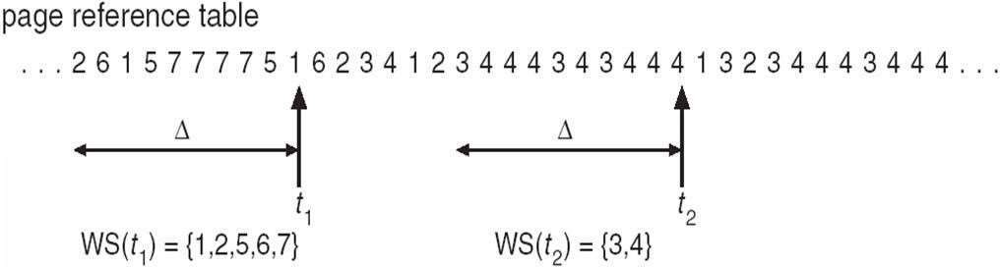 page reference table
. . . 2 6 1 5 7 7 7 7 5 1 6 2 3 4 1 2 3 4 4 4 3 4 3 4 4 4 1 3 2 3 4 4 4 3 4 4 4 . . .
Δ Δ
t1 t2
WS(t1) = {1,2,5,6,7} WS(t2) = {3,4}